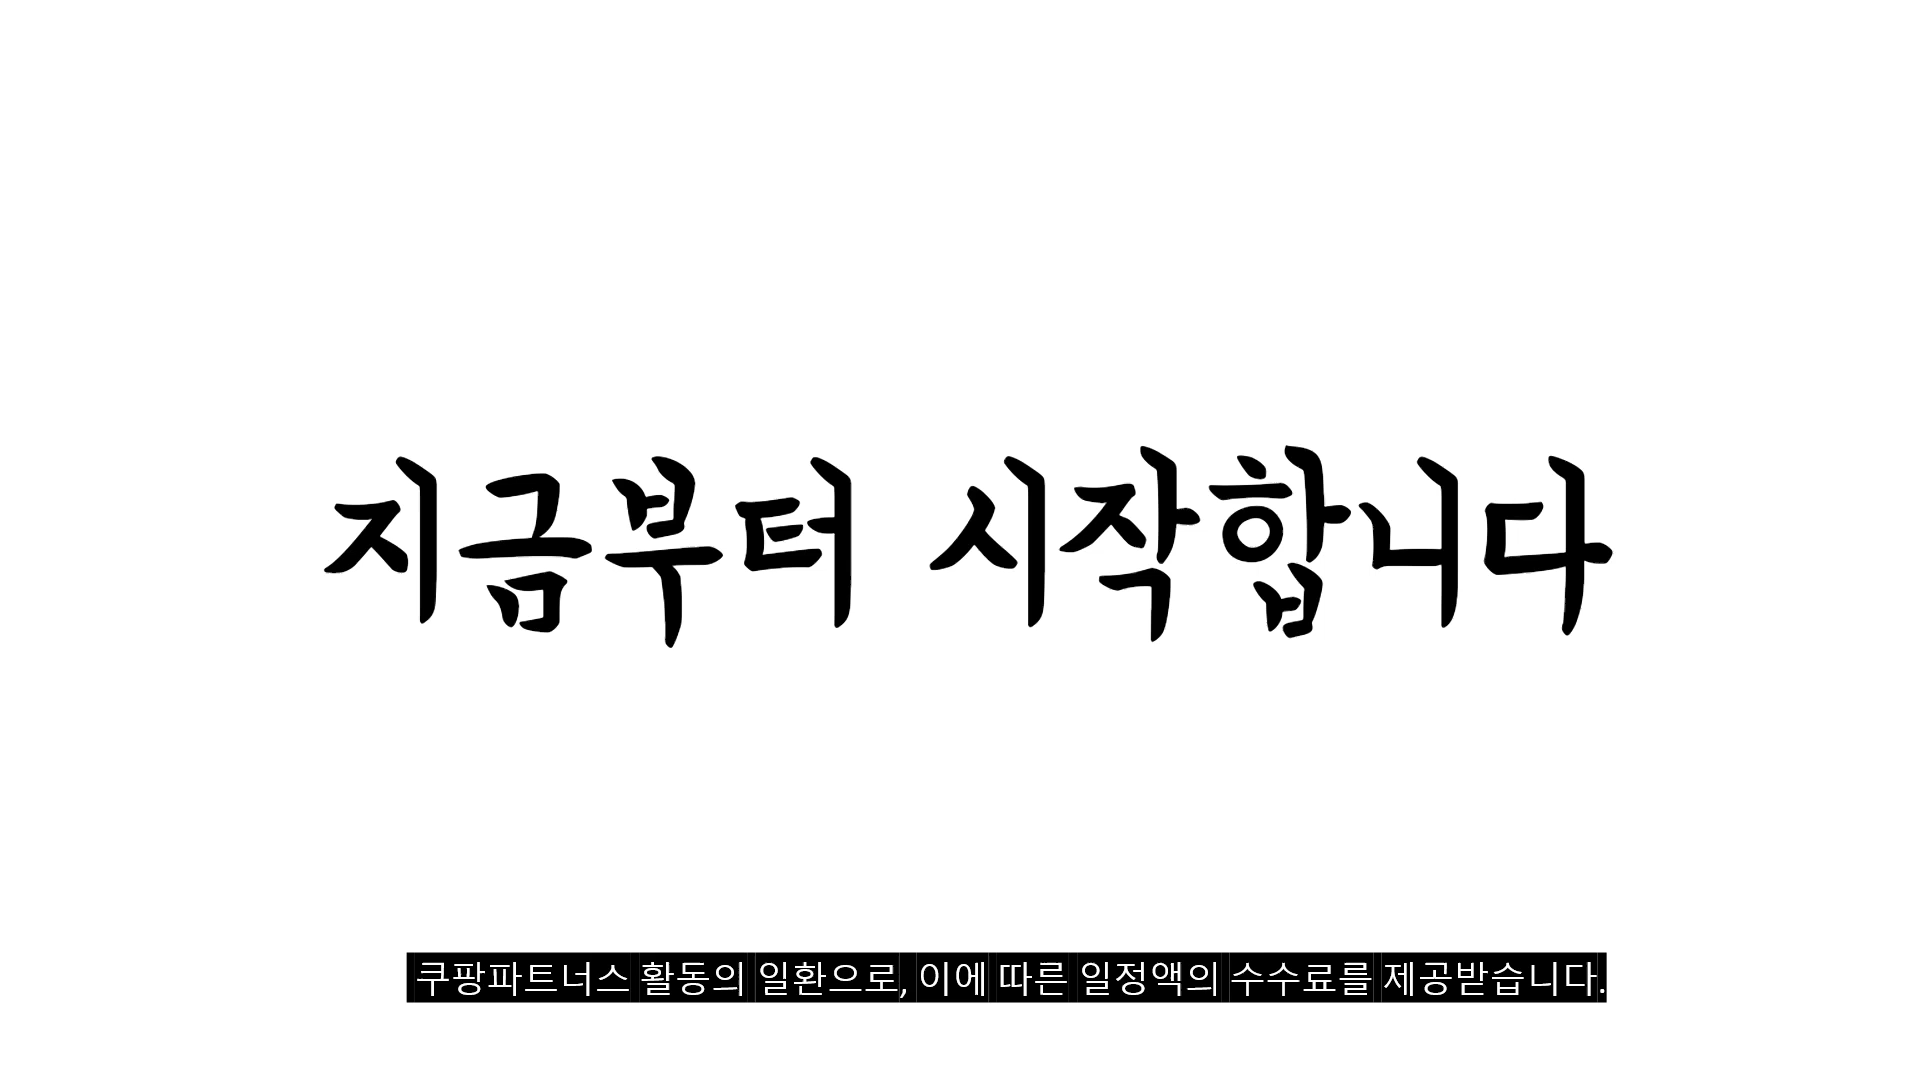 지금부터 시작합니다
쿠팡파트너스 활동의 일환으로, 이에 따른 일정액의 수수료를 제공받습니다.